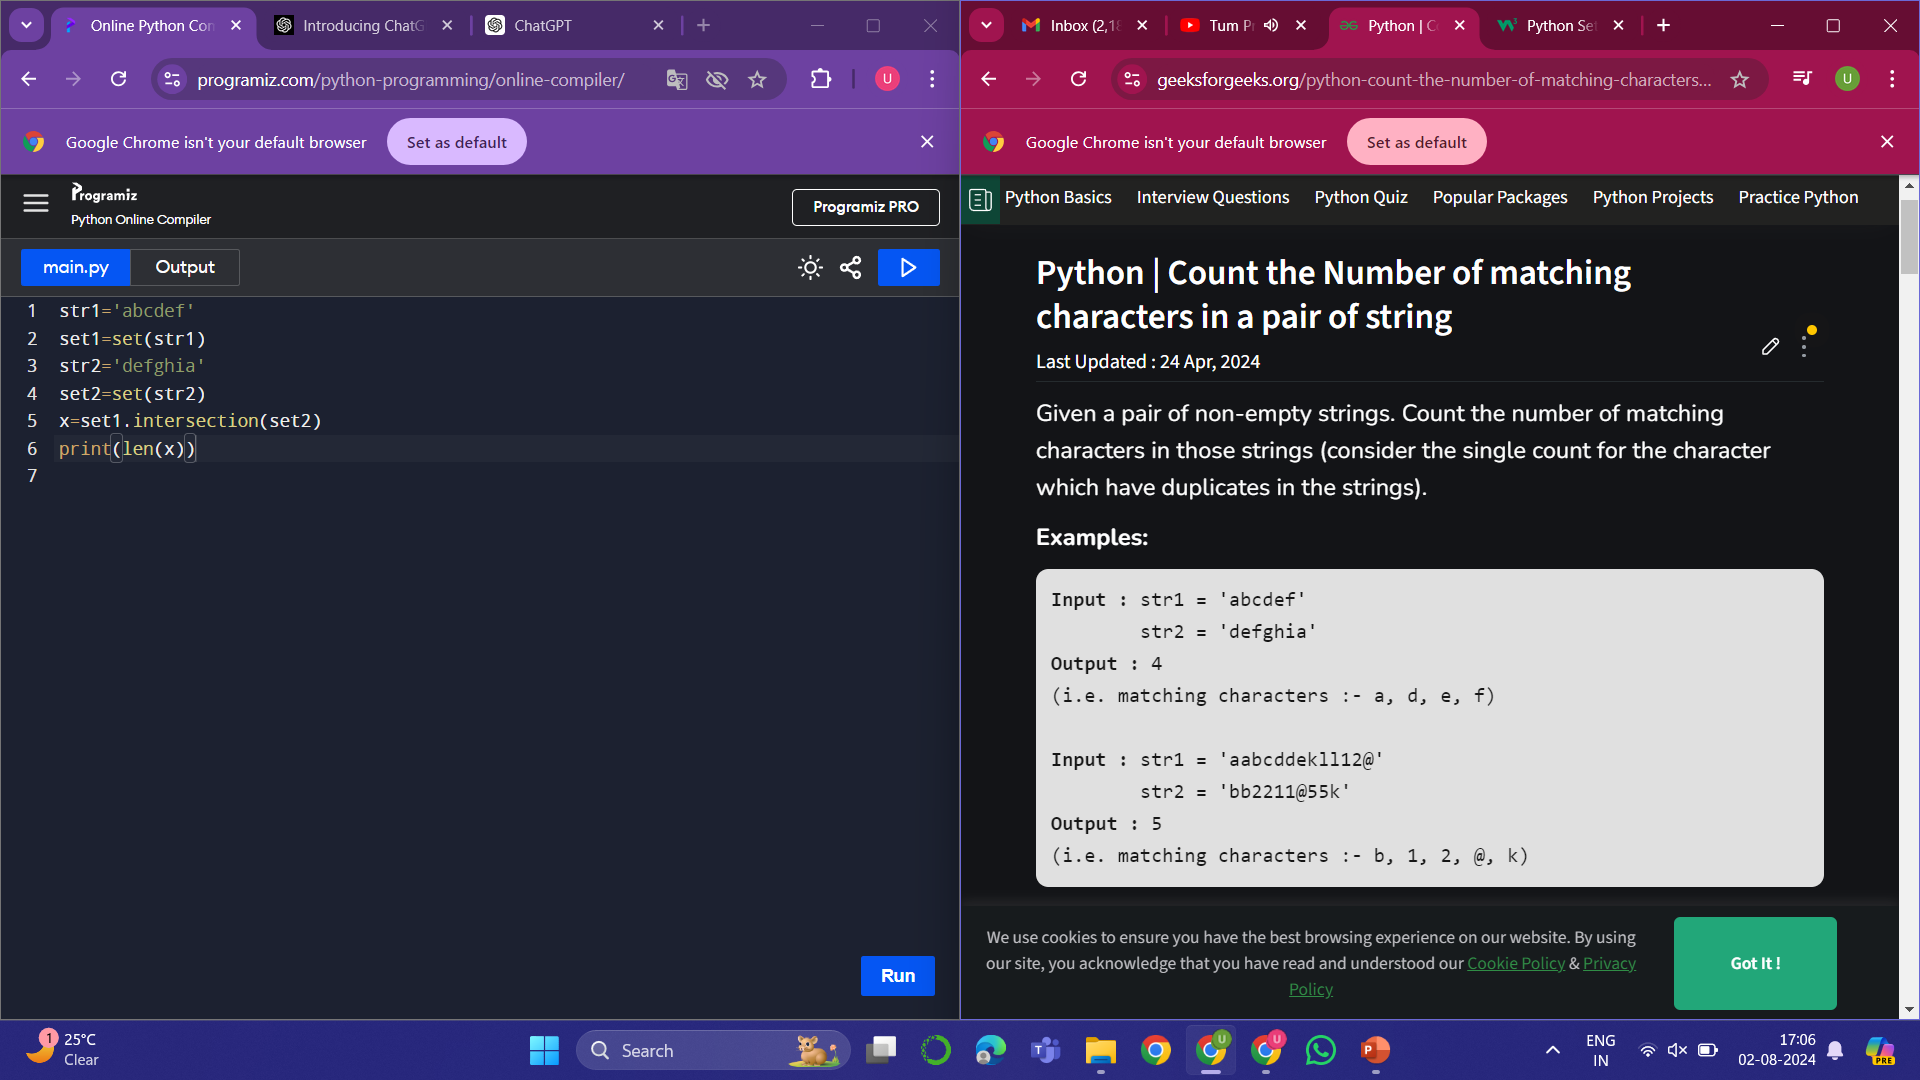 Online Python Con
Introducing ChatG
ChatGPT
programiz.com/python-programming/online-compiler/
U
Google Chrome isn't your default browser
Set as default
Programiz
Python Online Compiler
Programiz PRO
main.py
Output
1 str1='abcdef'
2 set1=set(str1)
3 str2='defghia'
4 set2=set(str2)
5 x=set1.intersection(set2)
6 print(len(x))
7
Run
Inbox (2,18
Tum Pr
Python | C
Python Set
geeksforgeeks.org/python-count-the-number-of-matching-characters...
U
Google Chrome isn't your default browser
Set as default
Python Basics
Interview Questions
Python Quiz
Popular Packages
Python Projects
Practice Python
Python | Count the Number of matching
characters in a pair of string
Last Updated : 24 Apr, 2024
Given a pair of non-empty strings. Count the number of matching
characters in those strings (consider the single count for the character
which have duplicates in the strings).
Examples:
Input : str1 = 'abcdef'
str2 = 'defghia'
Output : 4
(i.e. matching characters :- a, d, e, f)
Input : str1 = 'aabcddekll12@'
str2 = 'bb2211@55k'
Output : 5
(i.e. matching characters :- b, 1, 2, @, k)
We use cookies to ensure you have the best browsing experience on our website. By using
our site, you acknowledge that you have read and understood our Cookie Policy & Privacy
Policy
Got It !
1
25°C
Clear
Search
U
U
ENG
IN
17:06
02-08-2024
PRE